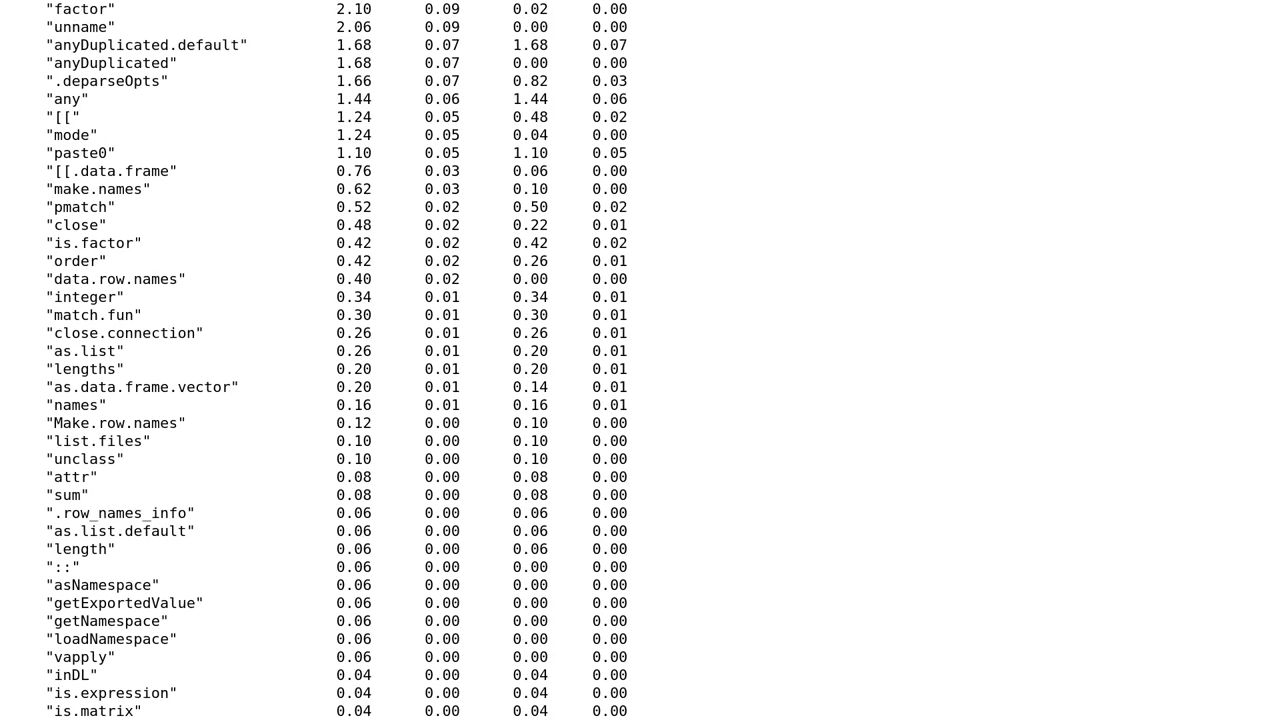 "factor" 2.10 0.09 0.02 0.00
"unname" 2.06 0.09 0.00 0.00
"anyDuplicated.default" 1.68 0.07 1.68 0.07
"anyDuplicated" 1.68 0.07 0.00 0.00
".deparseOpts" 1.66 0.07 0.82 0.03
"any" 1.44 0.06 1.44 0.06
"[[" 1.24 0.05 0.48 0.02
"mode" 1.24 0.05 0.04 0.00
"paste0" 1.10 0.05 1.10 0.05
"[[.data.frame" 0.76 0.03 0.06 0.00
"make.names" 0.62 0.03 0.10 0.00
"pmatch" 0.52 0.02 0.50 0.02
"close" 0.48 0.02 0.22 0.01
"is.factor" 0.42 0.02 0.42 0.02
"order" 0.42 0.02 0.26 0.01
"data.row.names" 0.40 0.02 0.00 0.00
"integer" 0.34 0.01 0.34 0.01
"match.fun" 0.30 0.01 0.30 0.01
"close.connection" 0.26 0.01 0.26 0.01
"as.list" 0.26 0.01 0.20 0.01
"lengths" 0.20 0.01 0.20 0.01
"as.data.frame.vector" 0.20 0.01 0.14 0.01
"names" 0.16 0.01 0.16 0.01
"Make.row.names" 0.12 0.00 0.10 0.00
"list.files" 0.10 0.00 0.10 0.00
"unclass" 0.10 0.00 0.10 0.00
"attr" 0.08 0.00 0.08 0.00
"sum" 0.08 0.00 0.08 0.00
".row_names_info" 0.06 0.00 0.06 0.00
"as.list.default" 0.06 0.00 0.06 0.00
"length" 0.06 0.00 0.06 0.00
"::" 0.06 0.00 0.00 0.00
"asNamespace" 0.06 0.00 0.00 0.00
"getExportedValue" 0.06 0.00 0.00 0.00
"getNamespace" 0.06 0.00 0.00 0.00
"loadNamespace" 0.06 0.00 0.00 0.00
"vapply" 0.06 0.00 0.00 0.00
"inDL" 0.04 0.00 0.04 0.00
"is.expression" 0.04 0.00 0.04 0.00
"is.matrix" 0.04 0.00 0.04 0.00